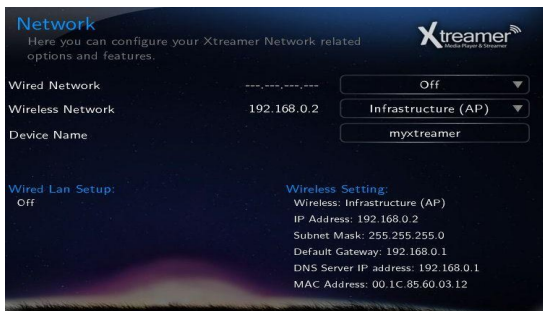 Network
Here you can configure your Xtreamer Network related
options and features.
Xtreamer
Media Player & Streamer
Wired Network ---.---.---.--- Off
Wireless Network 192.168.0.2 Infrastructure (AP)
Device Name myxtreamer
Wired Lan Setup:
Off
Wireless Setting:
Wireless: Infrastructure (AP)
IP Address: 192.168.0.2
Subnet Mask: 255.255.255.0
Default Gateway: 192.168.0.1
DNS Server IP address: 192.168.0.1
MAC Address: 00.1C.85.60.03.12